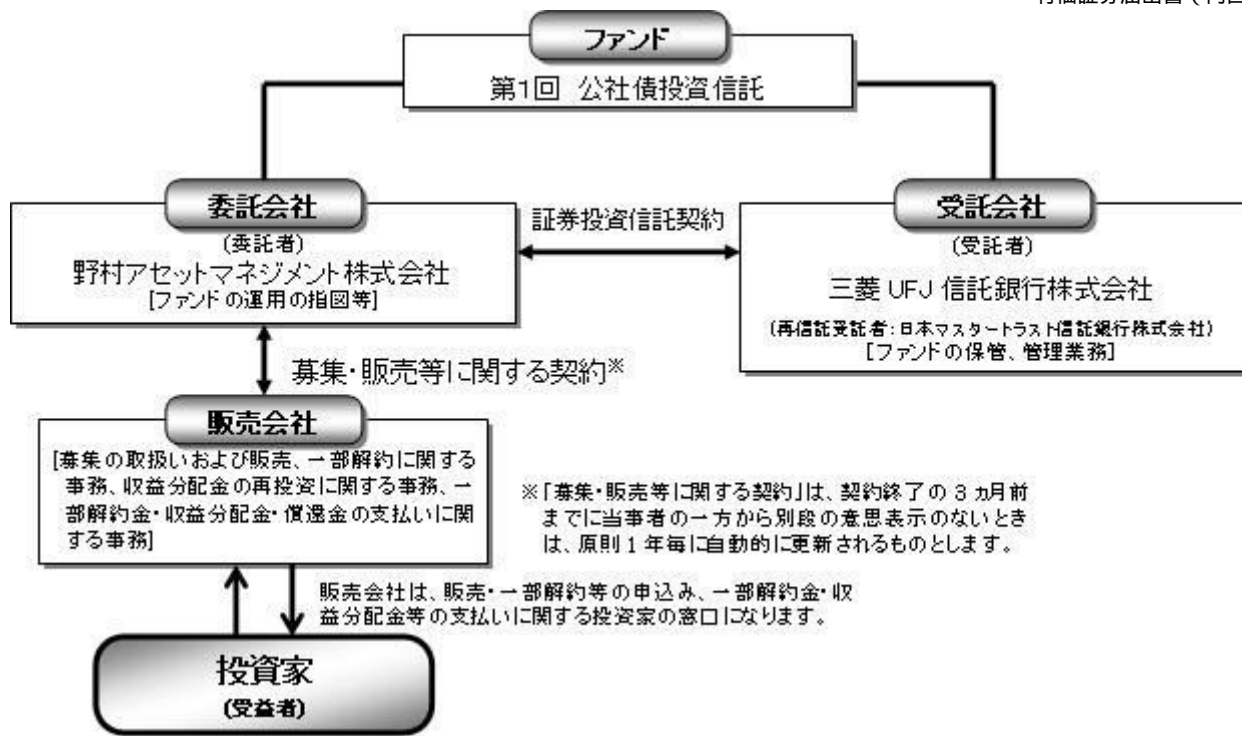 ファンド
第1回 公社債投資信託
委託会社
(委託者)
野村アセットマネジメント株式会社
[ファンドの運用の指図等]
証券投資信託契約
受託会社
(受託者)
三菱 UFJ 信託銀行株式会社
(再信託受託者:日本マスタートラスト信託銀行株式会社)
[ファンドの保管、管理業務]
募集・販売等に関する契約※
販売会社
[募集の取扱いおよび販売、一部解約に関する
事務、収益分配金の再投資に関する事務、一
部解約金・収益分配金・償還金の支払いに関
する事務]
※「募集・販売等に関する契約」は、契約終了の 3 ヵ月前
までに当事者の一方から別段の意思表示のないとき
は、原則 1 年毎に自動的に更新されるものとします。
販売会社は、販売・一部解約等の申込み、一部解約金・収
益分配金等の支払いに関する投資家の窓口になります。
投資家
(受益者)